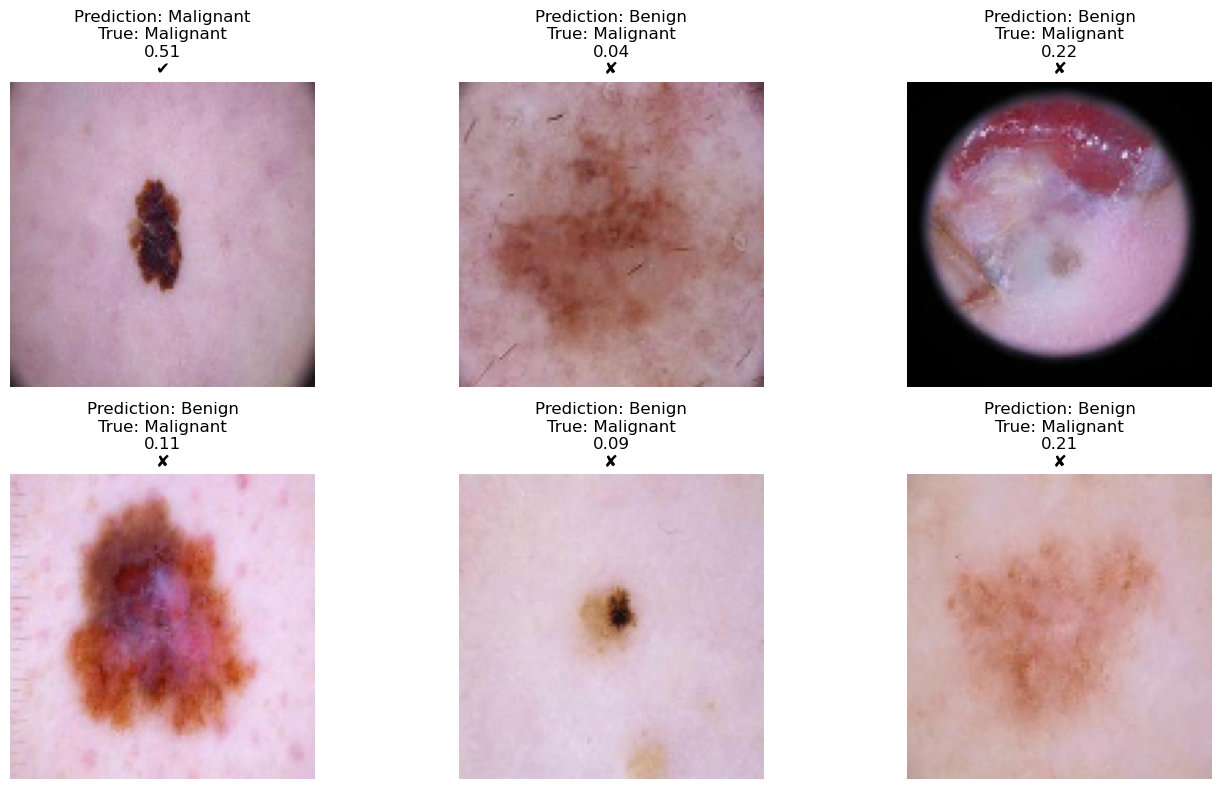 Prediction: Malignant
True: Malignant
0.51
✔
Prediction: Benign
True: Malignant
0.04
✘
Prediction: Benign
True: Malignant
0.22
✘
Prediction: Benign
True: Malignant
0.11
✘
Prediction: Benign
True: Malignant
0.09
✘
Prediction: Benign
True: Malignant
0.21
✘